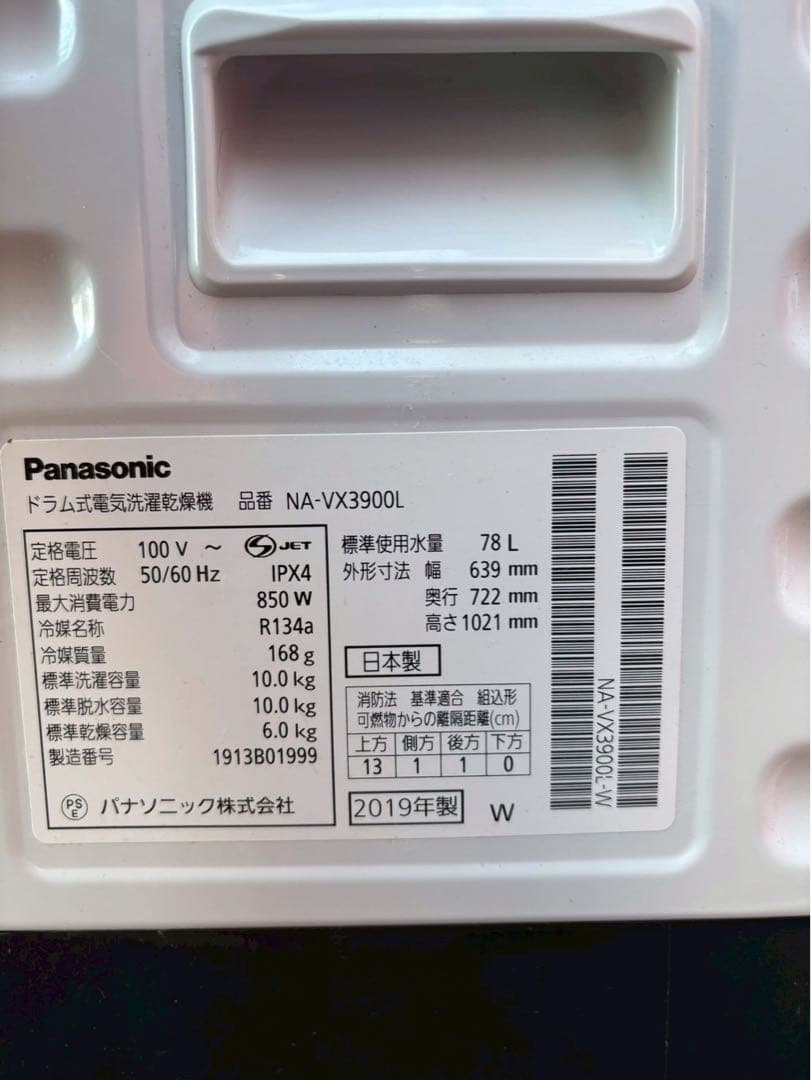 Panasonic
ドラム式電気洗濯乾燥機 品番 NA-VX3900L
定格電圧 100 V ～ JET
定格周波数 50/60 Hz IPX4
最大消費電力 850 W
冷媒名称 R134a
冷媒質量 168 g
標準洗濯容量 10.0 kg
標準脱水容量 10.0 kg
標準乾燥容量 6.0 kg
製造番号 1913B01999
PS E パナソニック株式会社
標準使用水量 78 L
外形寸法 幅 639 mm
奥行 722 mm
高さ 1021 mm
日本製
消防法 基準適合 組込形
可燃物からの離隔距離(cm)
上方 側方 後方 下方
13 1 1 0
2019年製 W
NA-VX3900L-W